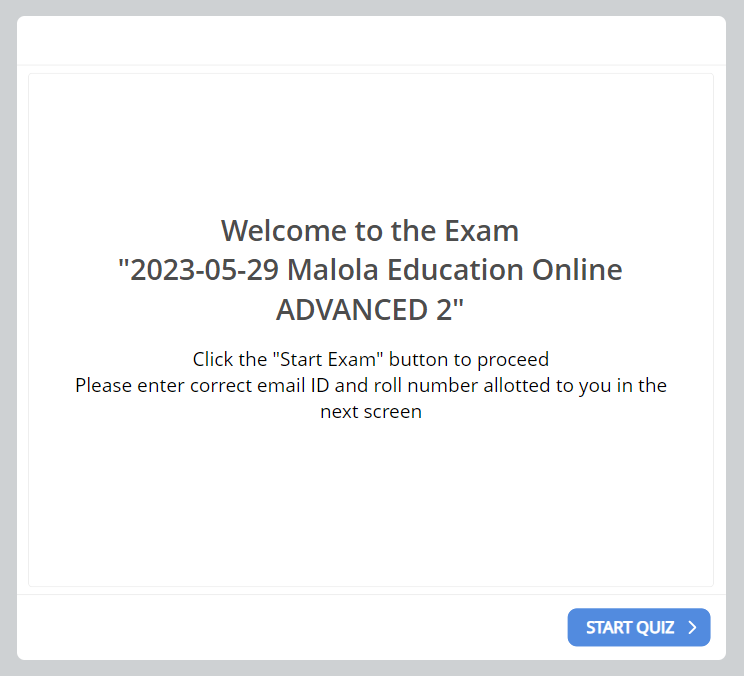 Welcome to the Exam
"2023-05-29 Malola Education Online
ADVANCED 2"
Click the "Start Exam" button to proceed
Please enter correct email ID and roll number allotted to you in the
next screen
START QUIZ